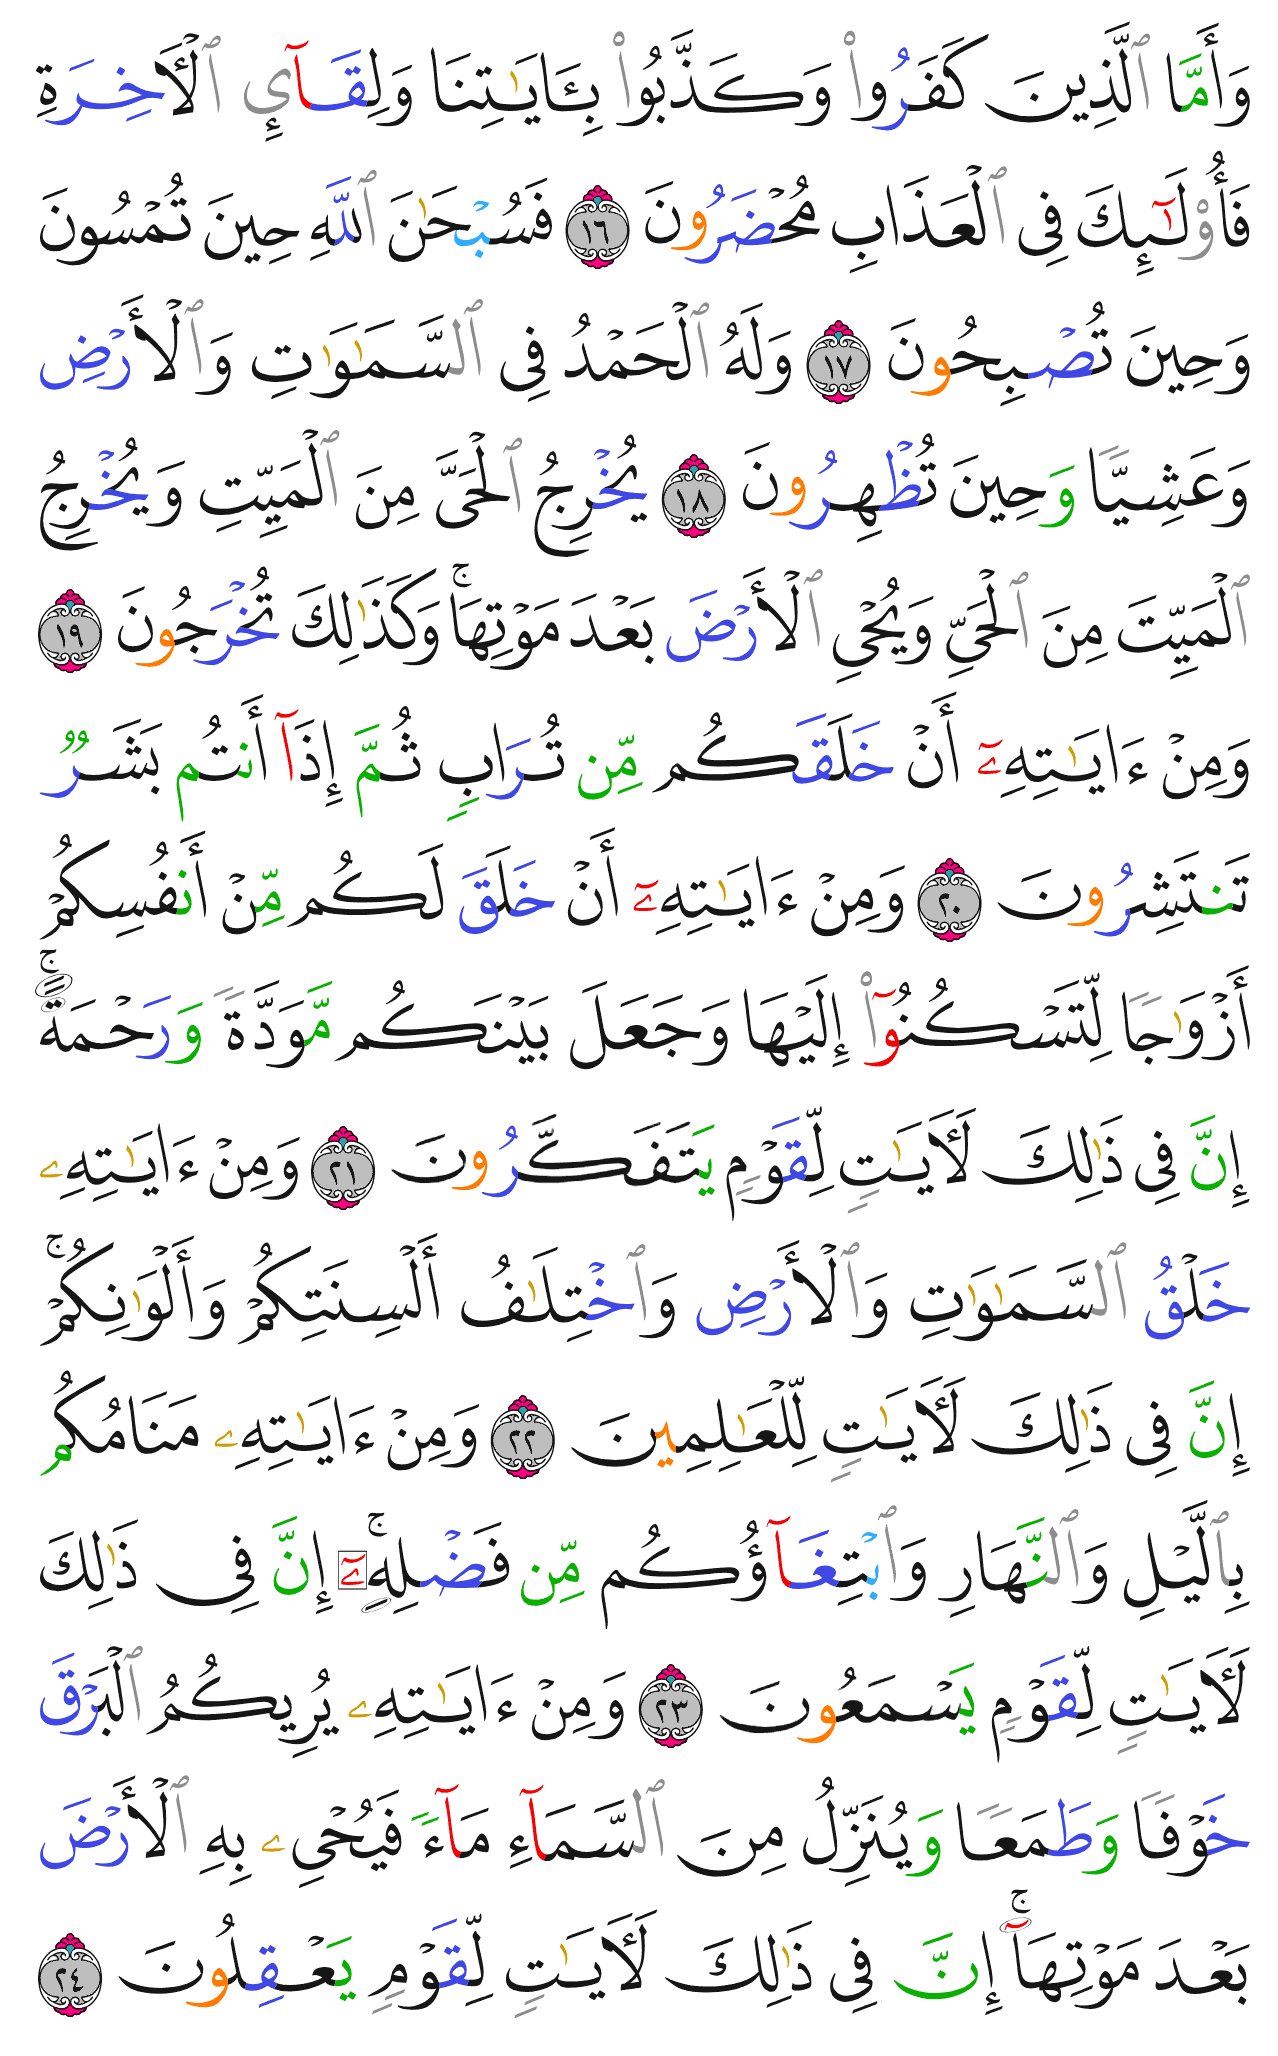 وَأَمَّا ٱلَّذِينَ كَفَرُوا۟ وَكَذَّبُوا۟ بِـَٔايَـٰتِنَا وَلِقَآئِ ٱلْـَٔاخِرَةِ
فَأُو۟لَـٰٓئِكَ فِى ٱلْعَذَابِ مُحْضَرُونَ ١٦ فَسُبْحَـٰنَ ٱللَّهِ حِينَ تُمْسُونَ
وَحِينَ تُصْبِحُونَ ١٧ وَلَهُ ٱلْحَمْدُ فِى ٱلسَّمَـٰوَٰتِ وَٱلْأَرْضِ
وَعَشِيًّا وَحِينَ تُظْهِرُونَ ١٨ يُخْرِجُ ٱلْحَىَّ مِنَ ٱلْمَيِّتِ وَيُخْرِجُ
ٱلْمَيِّتَ مِنَ ٱلْحَىِّ وَيُحْىِ ٱلْأَرْضَ بَعْدَ مَوْتِهَا ۚ وَكَذَٰلِكَ تُخْرَجُونَ ١٩
وَمِنْ ءَايَـٰتِهِۦٓ أَنْ خَلَقَكُم مِّن تُرَابٍ ثُمَّ إِذَآ أَنتُم بَشَرٌ
تَنتَشِرُونَ ٢٠ وَمِنْ ءَايَـٰتِهِۦٓ أَنْ خَلَقَ لَكُم مِّنْ أَنفُسِكُمْ
أَزْوَٰجًا لِّتَسْكُنُوٓا۟ إِلَيْهَا وَجَعَلَ بَيْنَكُم مَّوَدَّةً وَرَحْمَةً ۚ
إِنَّ فِى ذَٰلِكَ لَـَٔايَـٰتٍ لِّقَوْمٍ يَتَفَكَّرُونَ ٢١ وَمِنْ ءَايَـٰتِهِۦ
خَلْقُ ٱلسَّمَـٰوَٰتِ وَٱلْأَرْضِ وَٱخْتِلَـٰفُ أَلْسِنَتِكُمْ وَأَلْوَٰنِكُمْ ۚ
إِنَّ فِى ذَٰلِكَ لَـَٔايَـٰتٍ لِّلْعَـٰلِمِينَ ٢٢ وَمِنْ ءَايَـٰتِهِۦ مَنَامُكُم
بِٱلَّيْلِ وَٱلنَّهَارِ وَٱبْتِغَآؤُكُم مِّن فَضْلِهِۦٓ ۚ إِنَّ فِى ذَٰلِكَ
لَـَٔايَـٰتٍ لِّقَوْمٍ يَسْمَعُونَ ٢٣ وَمِنْ ءَايَـٰتِهِۦ يُرِيكُمُ ٱلْبَرْقَ
خَوْفًا وَطَمَعًا وَيُنَزِّلُ مِنَ ٱلسَّمَآءِ مَآءً فَيُحْىِۦ بِهِ ٱلْأَرْضَ
بَعْدَ مَوْتِهَآ ۚ إِنَّ فِى ذَٰلِكَ لَـَٔايَـٰتٍ لِّقَوْمٍ يَعْقِلُونَ ٢٤